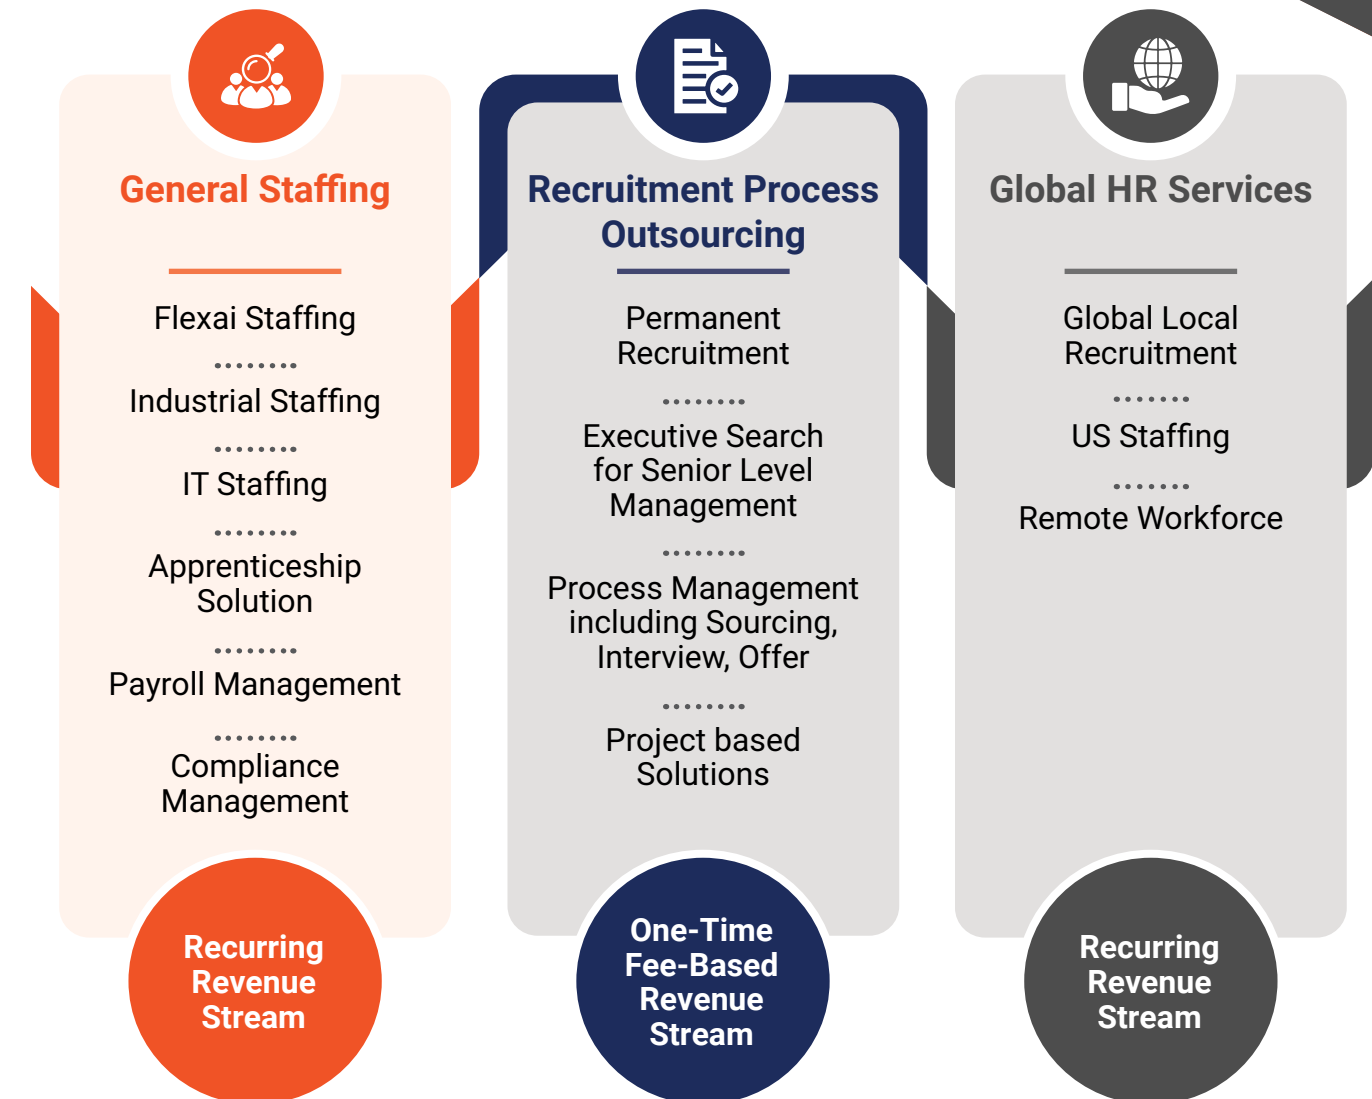 General Staffing
Flexai Staffing
Industrial Staffing
IT Staffing
Apprenticeship
Solution
Payroll Management
Compliance
Management
Recurring
Revenue
Stream
Recruitment Process
Outsourcing
Permanent
Recruitment
Executive Search
for Senior Level
Management
Process Management
including Sourcing,
Interview, Offer
Project based
Solutions
One-Time
Fee-Based
Revenue
Stream
Global HR Services
Global Local
Recruitment
US Staffing
Remote Workforce
Recurring
Revenue
Stream